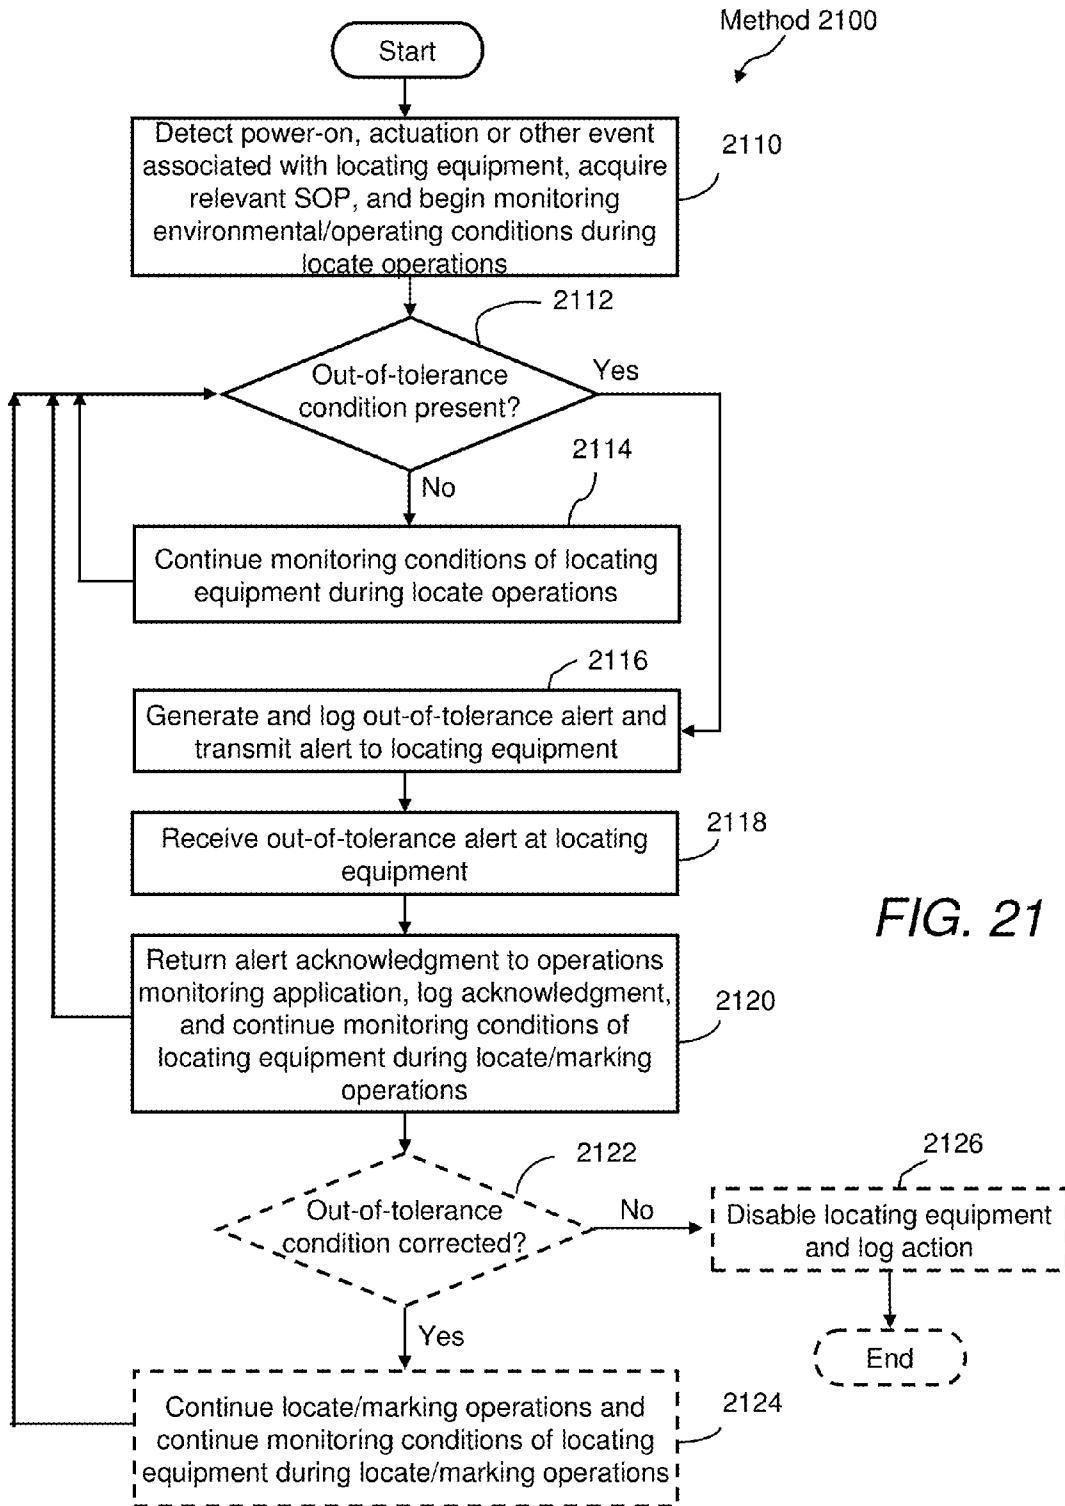 Method 2100
Start
Detect power-on, actuation or other event
associated with locating equipment, acquire
relevant SOP, and begin monitoring
environmental/operating conditions during
locate operations
2110
2112
Out-of-tolerance
condition present?
Yes
No
2114
Continue monitoring conditions of locating
equipment during locate operations
2116
Generate and log out-of-tolerance alert and
transmit alert to locating equipment
Receive out-of-tolerance alert at locating
equipment
2118
FIG. 21
Return alert acknowledgment to operations
monitoring application, log acknowledgment,
and continue monitoring conditions of
locating equipment during locate/marking
operations
2120
2122
Out-of-tolerance
condition corrected?
No
2126
Disable locating equipment
and log action
Yes
End
Continue locate/marking operations and
continue monitoring conditions of locating
equipment during locate/marking operations
2124